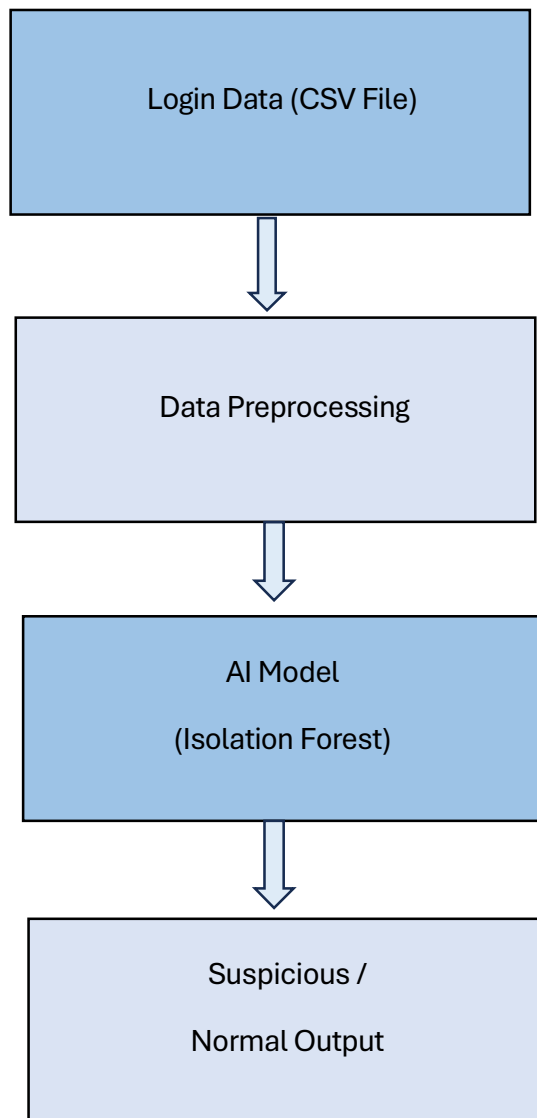 Login Data (CSV File)
Data Preprocessing
AI Model
(Isolation Forest)
Suspicious /
Normal Output